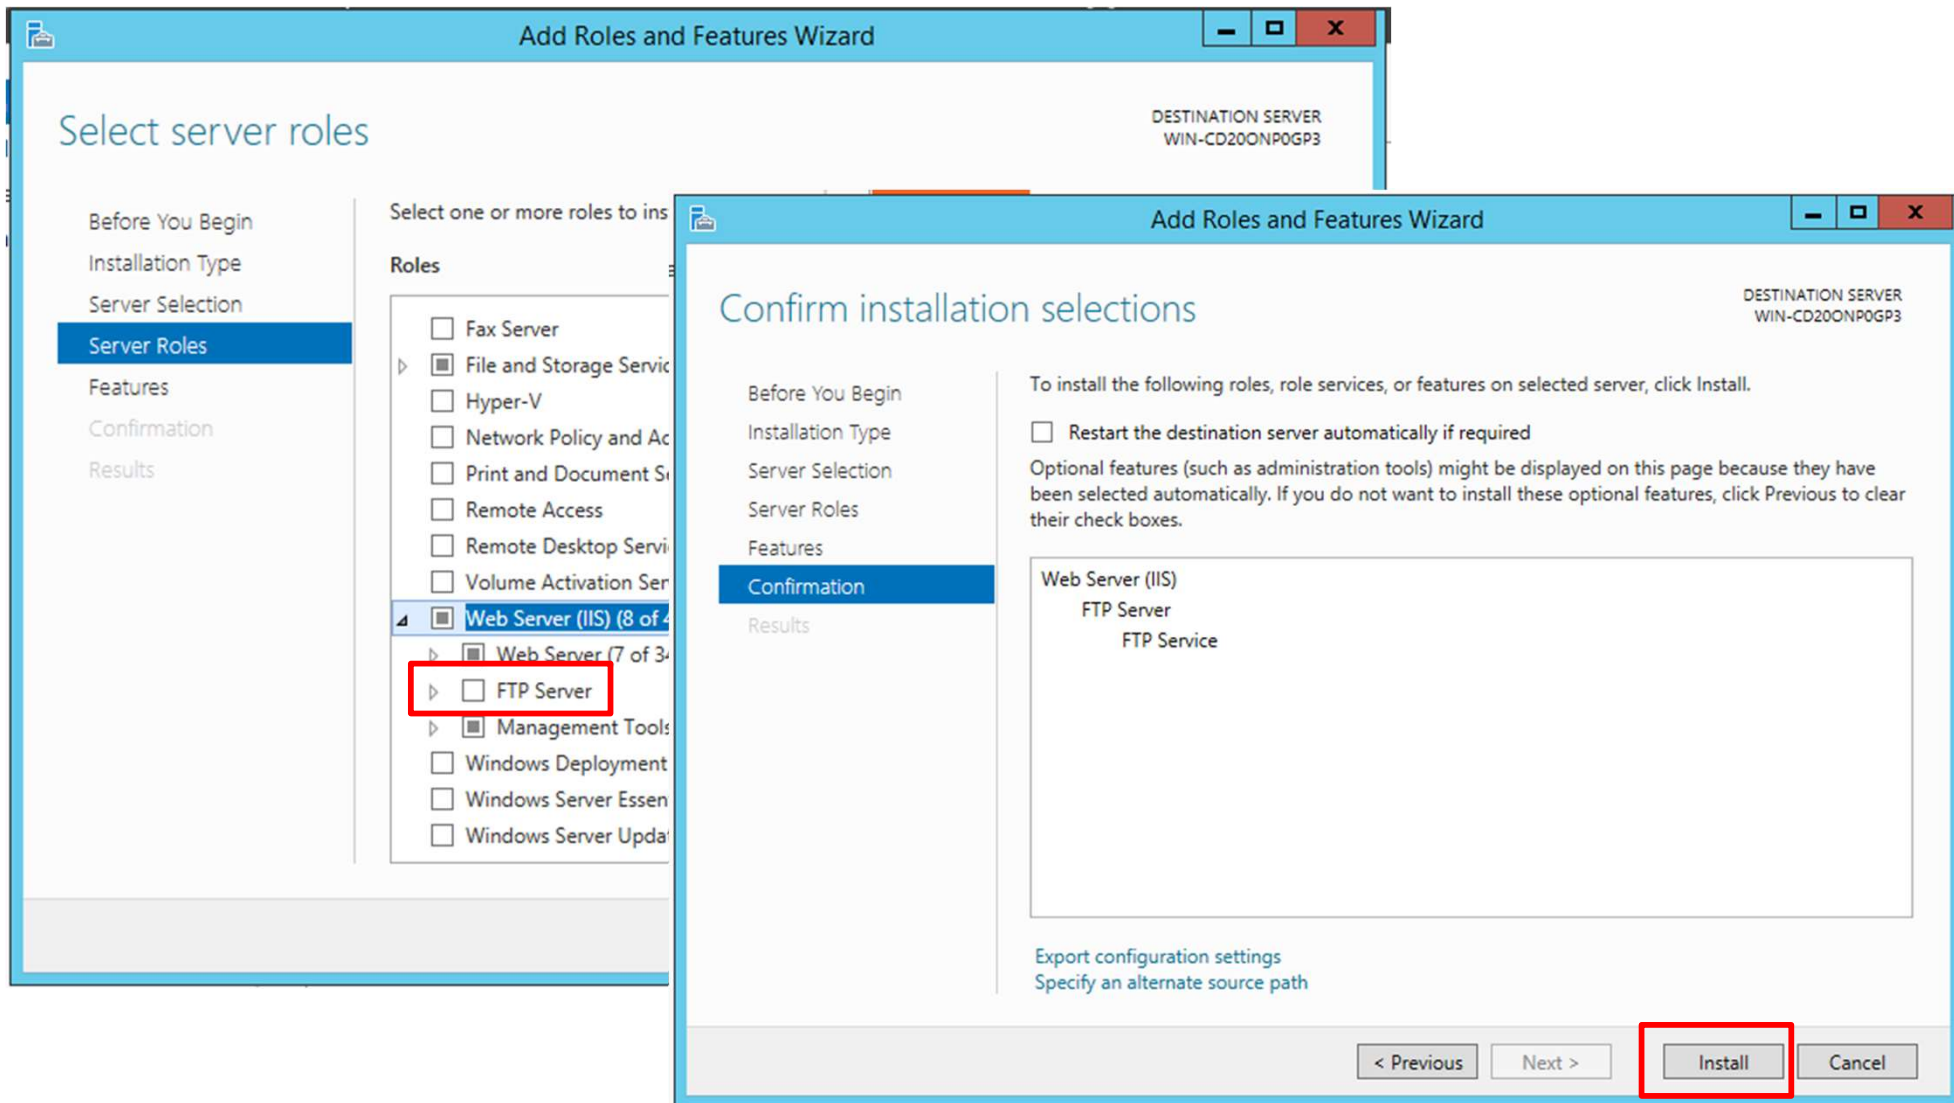 Add Roles and Features Wizard
Select server roles
DESTINATION SERVER
WIN-CD20ONP0GP3
Before You Begin
Installation Type
Server Selection
Server Roles
Features
Confirmation
Results
Select one or more roles to ins
Roles
Fax Server
File and Storage Servic
Hyper-V
Network Policy and Ac
Print and Document Se
Remote Access
Remote Desktop Servi
Volume Activation Ser
Web Server (IIS) (8 of 4
Web Server (7 of 34
FTP Server
Management Tools
Windows Deployment
Windows Server Essen
Windows Server Updat
Add Roles and Features Wizard
Confirm installation selections
DESTINATION SERVER
WIN-CD20ONP0GP3
Before You Begin
Installation Type
Server Selection
Server Roles
Features
Confirmation
Results
To install the following roles, role services, or features on selected server, click Install.
Restart the destination server automatically if required
Optional features (such as administration tools) might be displayed on this page because they have
been selected automatically. If you do not want to install these optional features, click Previous to clear
their check boxes.
Web Server (IIS)
FTP Server
FTP Service
Export configuration settings
Specify an alternate source path
< Previous
Next >
Install
Cancel